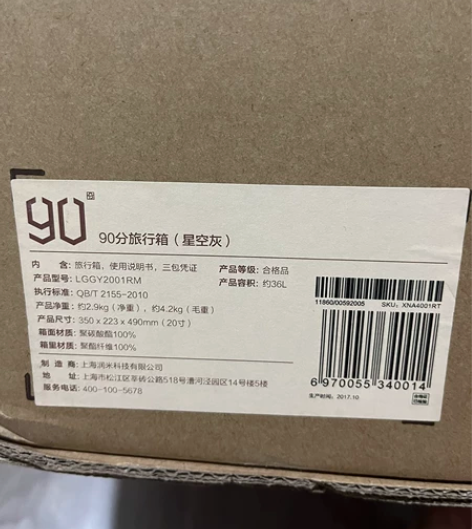 90分
90分旅行箱（星空灰）
内　　含: 旅行箱、使用说明书、三包凭证
产品等级: 合格品
产品型号: LGGY2001RM
产品容积: 约36L
执行标准: QB/T 2155-2010
产品净重: 约2.9kg（净重），约4.2kg（毛重）
产品尺寸: 350 x 223 x 490mm（20寸）
箱面材质: 聚碳酸酯100%
箱里材质: 聚酯纤维100%
11860/00592005
SKU: XNA4001RT
制 造 商: 上海润米科技有限公司
地　　址: 上海市松江区莘砖公路518号漕河泾园区14号楼5楼
服务电话: 400-100-5678
6 970055 340014
生产时间: 2017.10